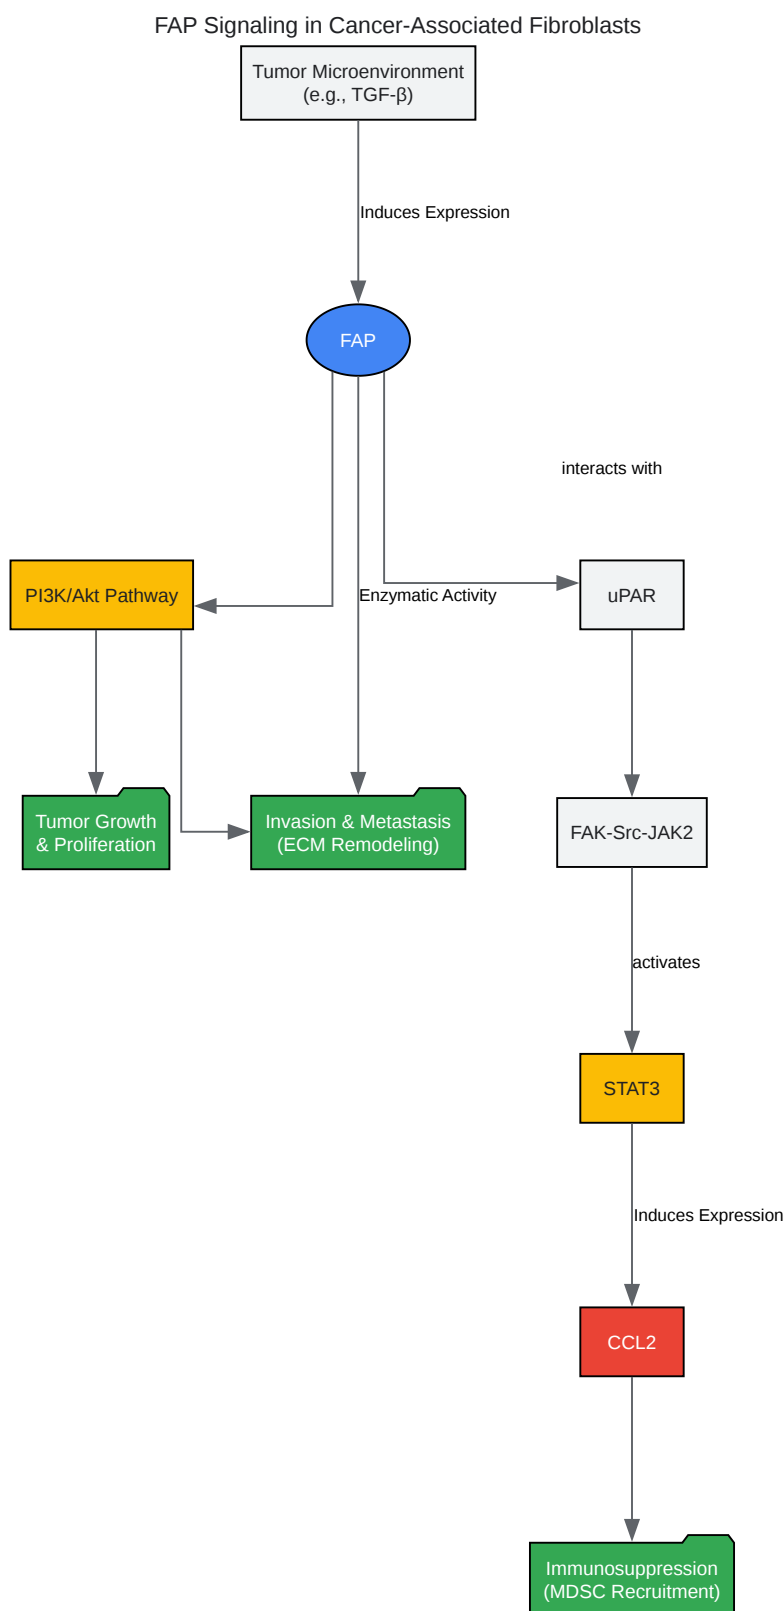 FAP Signaling in Cancer-Associated Fibroblasts
Tumor Microenvironment
(e.g., TGF-β)
Induces Expression
FAP
interacts with
PI3K/Akt Pathway
Enzymatic Activity
uPAR
Tumor Growth
& Proliferation
Invasion & Metastasis
(ECM Remodeling)
FAK-Src-JAK2
activates
STAT3
Induces Expression
CCL2
Immunosuppression
(MDSC Recruitment)